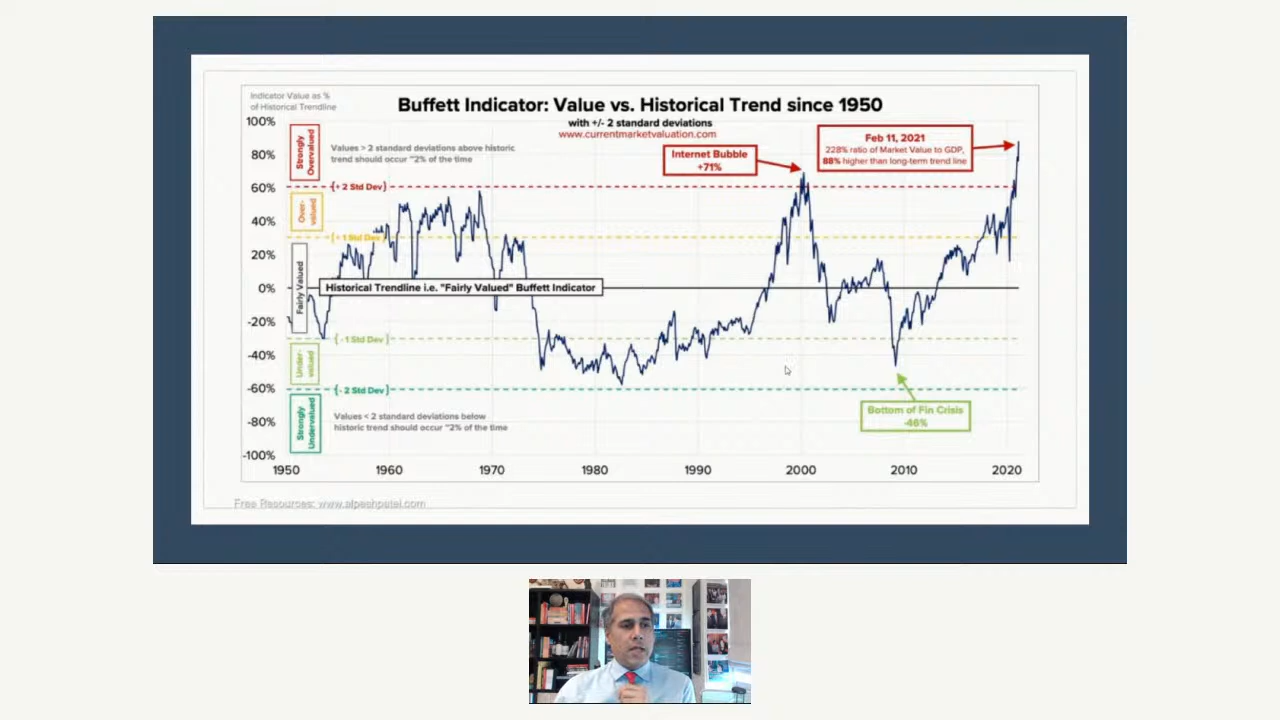 Indicator Value as %
of Historical Trendline
Buffett Indicator: Value vs. Historical Trend since 1950
with +/- 2 standard deviations
www.currentmarketvaluation.com
100%
80%
60%
40%
20%
0%
-20%
-40%
-60%
-80%
-100%
Strongly
Overvalued
Over-
valued
Fairly Valued
Under-
valued
Strongly
Undervalued
Values > 2 standard deviations above historic
trend should occur ~2% of the time
{+ 2 Std Dev}
{+ 1 Std Dev}
Historical Trendline i.e. "Fairly Valued" Buffett Indicator
{- 1 Std Dev}
{- 2 Std Dev}
Values < 2 standard deviations below
historic trend should occur ~2% of the time
Internet Bubble
+71%
Feb 11, 2021
228% ratio of Market Value to GDP,
88% higher than long-term trend line
Bottom of Fin Crisis
-46%
1950 1960 1970 1980 1990 2000 2010 2020
Free Resources: www.alpeshpatel.com